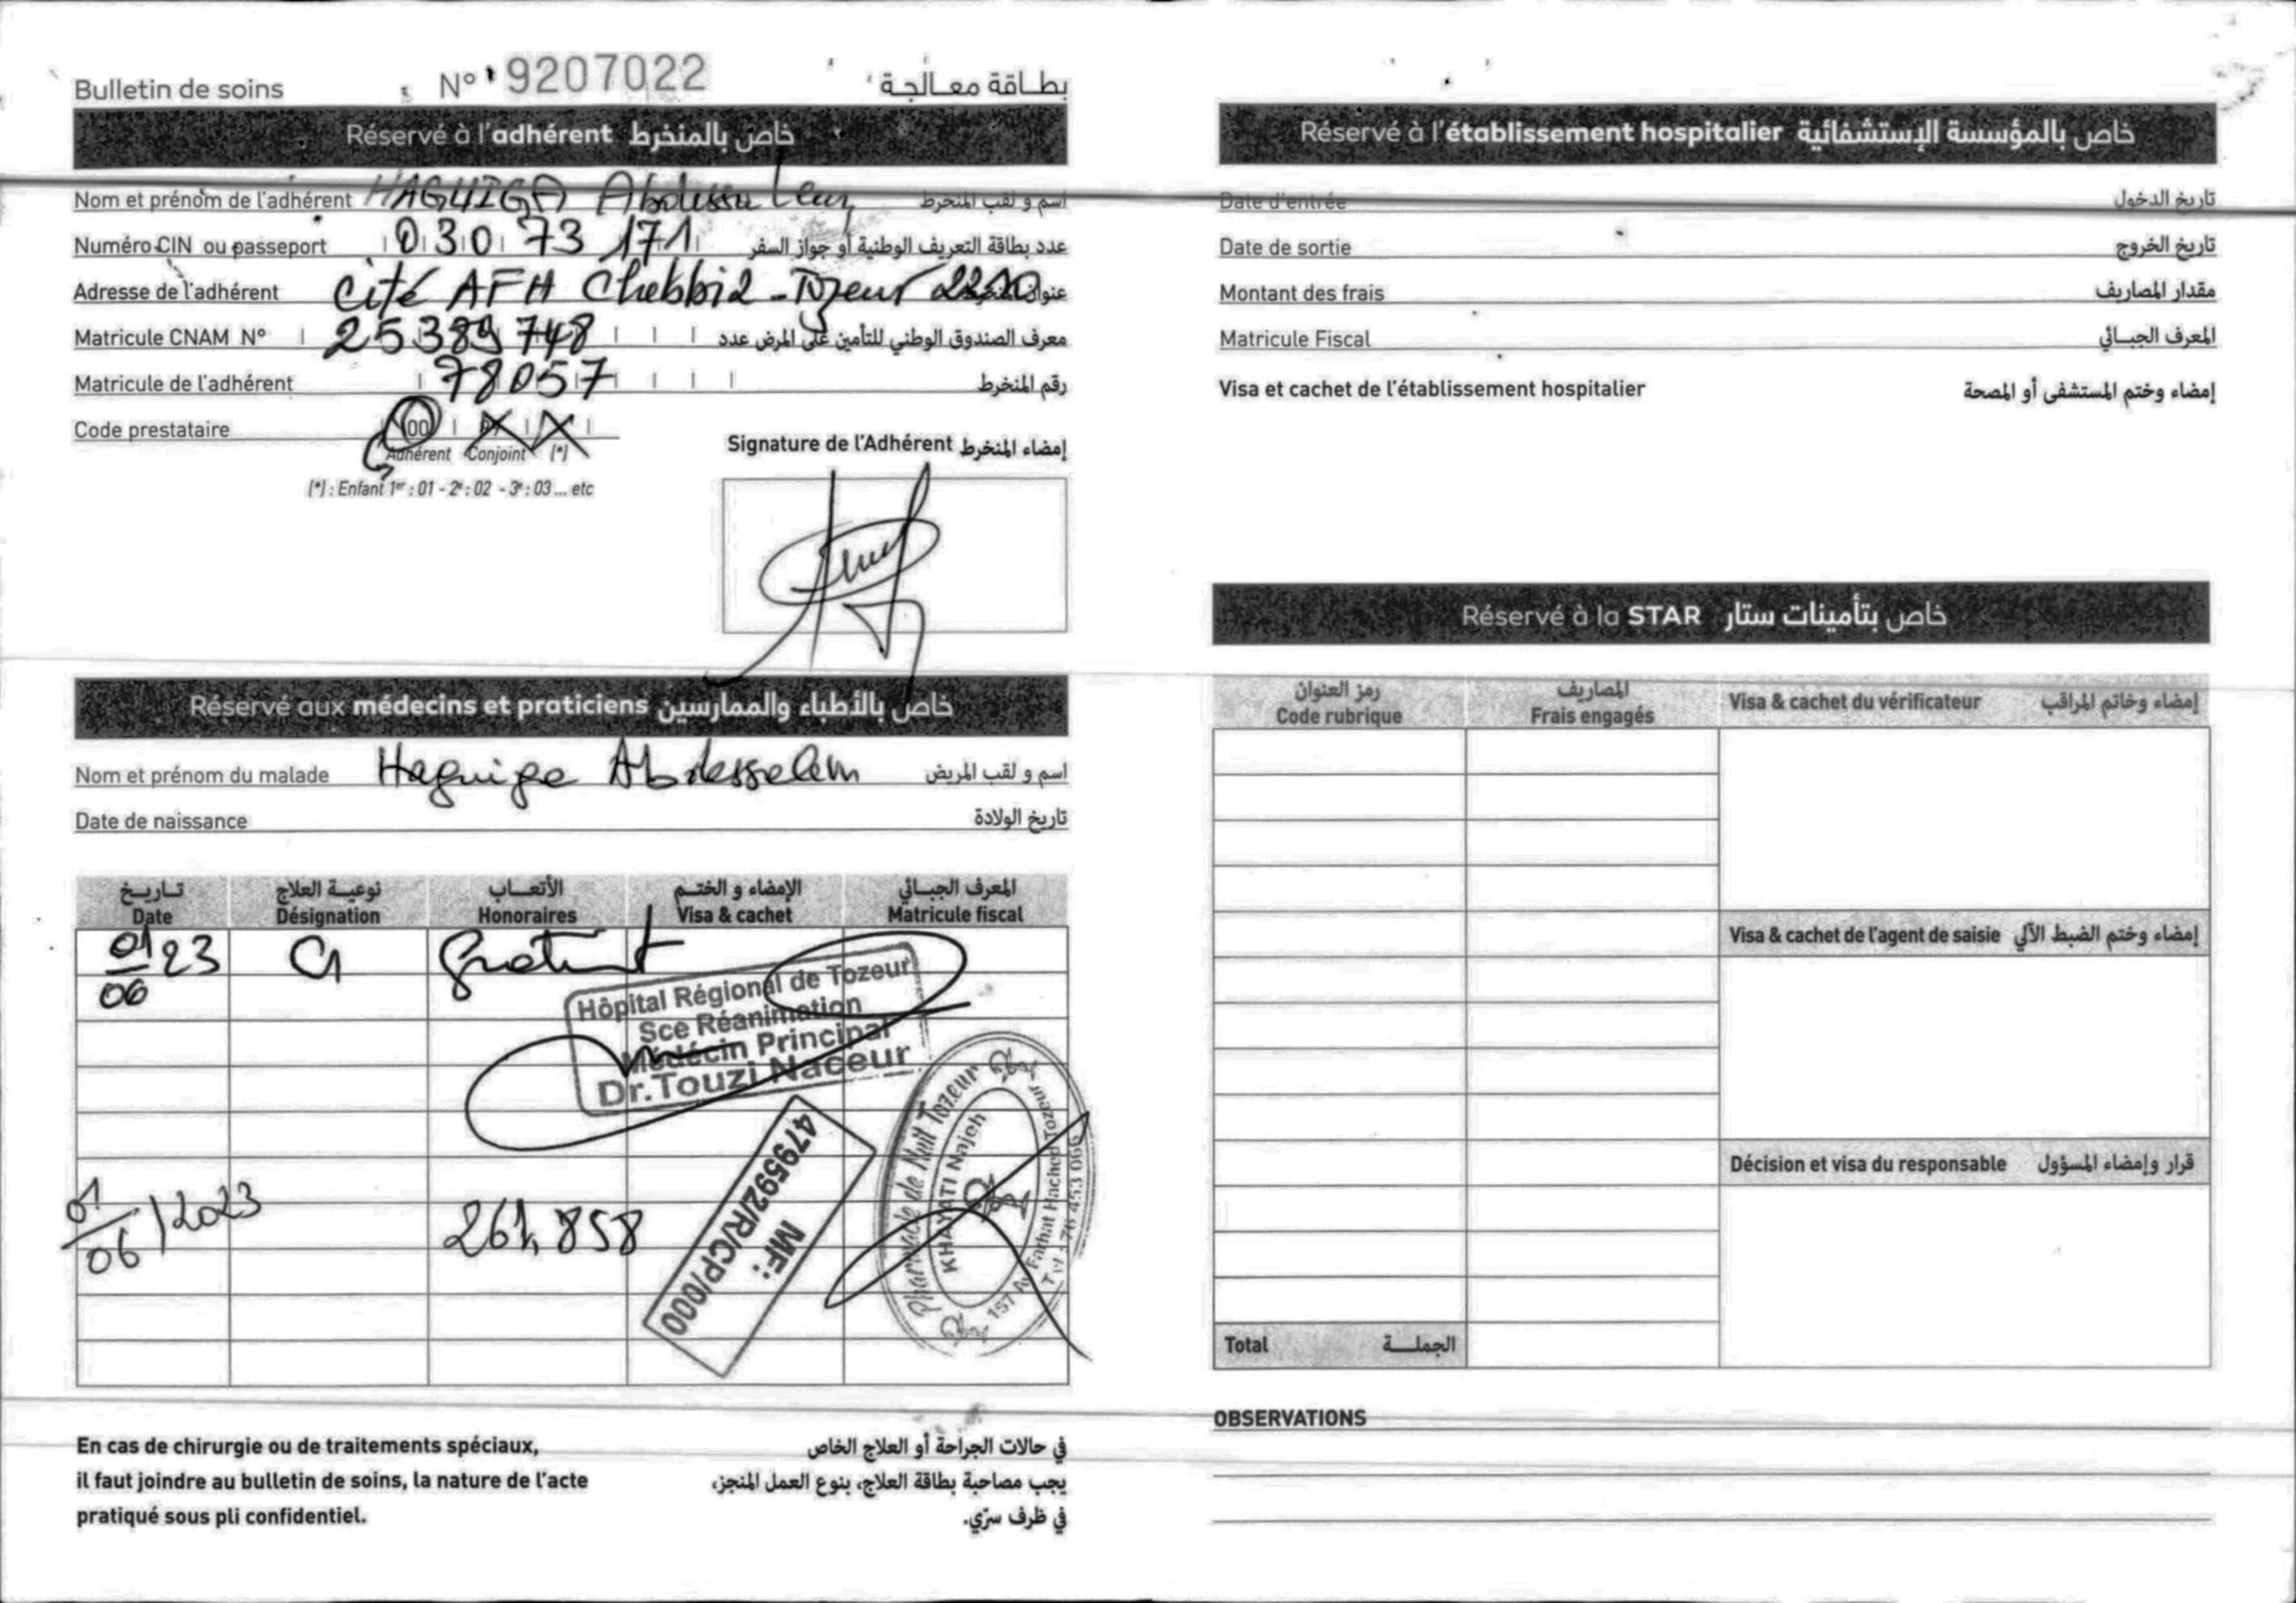 Bulletin de soins N° 9207022 بطاقة معالجة
Réservé à l'adhérent خاص بالمنخرط
Nom et prénom de l'adhérent HAGUIGA Abdessalem اسم و لقب المنخرط
Numéro CIN ou passeport 03073171 عدد بطاقة التعريف الوطنية أو جواز السفر
Adresse de l'adhérent Cité AFH Chebbia - Tozeur 2200 عنوان المنخرط
Matricule CNAM N° 25389748 معرف الصندوق الوطني للتأمين على المرض عدد
Matricule de l'adhérent 78057 رقم المنخرط
Code prestataire 00
Adhérent Conjoint (*)
(*) : Enfant 1er : 01 - 2e : 02 - 3e : 03 ... etc
Signature de l'Adhérent إمضاء المنخرط
Réservé aux médecins et praticiens خاص بالأطباء والممارسين
Nom et prénom du malade Haguiga Abdesselem اسم و لقب المريض
Date de naissance تاريخ الولادة
تاريخ نوعية العلاج الأتعاب الإمضاء و الختم المعرف الجبائي
Date Désignation Honoraires Visa & cachet Matricule fiscal
01/06 23 C1 gratuit
Hôpital Régional de Tozeur
Sce Réanimation
Médécin Principal
Dr.Touzi Naceur
01/06/2023 261,858
MF:
479592/R/C/P/000
Pharmacie de Nuit Tozeur
KHAYATI Najeh
157 Av Farhat Hached Tozeur
Tel : 76 453 066
En cas de chirurgie ou de traitements spéciaux,
il faut joindre au bulletin de soins, la nature de l'acte
pratiqué sous pli confidentiel.
في حالات الجراحة أو العلاج الخاص
يجب مصاحبة بطاقة العلاج، بنوع العمل المنجز،
في ظرف سرّي.
Réservé à l'établissement hospitalier خاص بالمؤسسة الإستشفائية
Date d'entrée تاريخ الدخول
Date de sortie تاريخ الخروج
Montant des frais مقدار المصاريف
Matricule Fiscal المعرف الجبائي
Visa et cachet de l'établissement hospitalier إمضاء وختم المستشفى أو المصحة
Réservé à la STAR خاص بتأمينات ستار
رمز العنوان المصاريف
Code rubrique Frais engagés Visa & cachet du vérificateur إمضاء وخاتم المراقب
Visa & cachet de l'agent de saisie إمضاء وختم الضبط الآلي
Décision et visa du responsable قرار وإمضاء المسؤول
Total الجملة
OBSERVATIONS